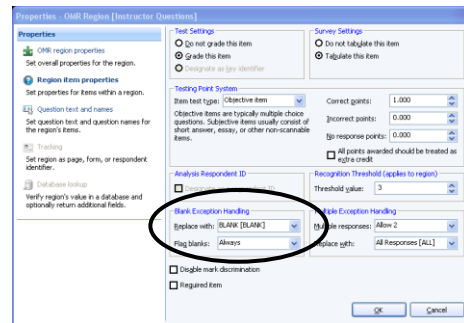 Properties - OMR Region [Instructor Questions]
Properties
OMR region properties
Set overall properties for the region.
Region item properties
Set properties for items within a region.
Question text and names
Set question text and question names for
the region's items.
Tracking
Set region as page, form, or respondent
identifier.
Database lookup
Verify region's value in a database and
optionally return additional fields.
Test Settings
Do not grade this item
Grade this item
Designate as key identifier
Survey Settings
Do not tabulate this item
Tabulate this item
Testing Point System
Item test type: Objective item
Objective items are typically multiple choice
questions. Subjective items usually consist of
short answer, essay, or other non-scannable
items.
Correct points: 1.000
Incorrect points: 0.000
No response points: 0.000
All points awarded should be treated as
extra credit
Analysis Respondent ID
Designate respondent ID
Recognition Threshold (applies to region)
Threshold value: 3
Blank Exception Handling
Replace with: BLANK [BLANK]
Flag blanks: Always
Multiple Exception Handling
Multiple responses: Allow 2
Replace with: All Responses [ALL]
Disable mark discrimination
Required item
OK
Cancel